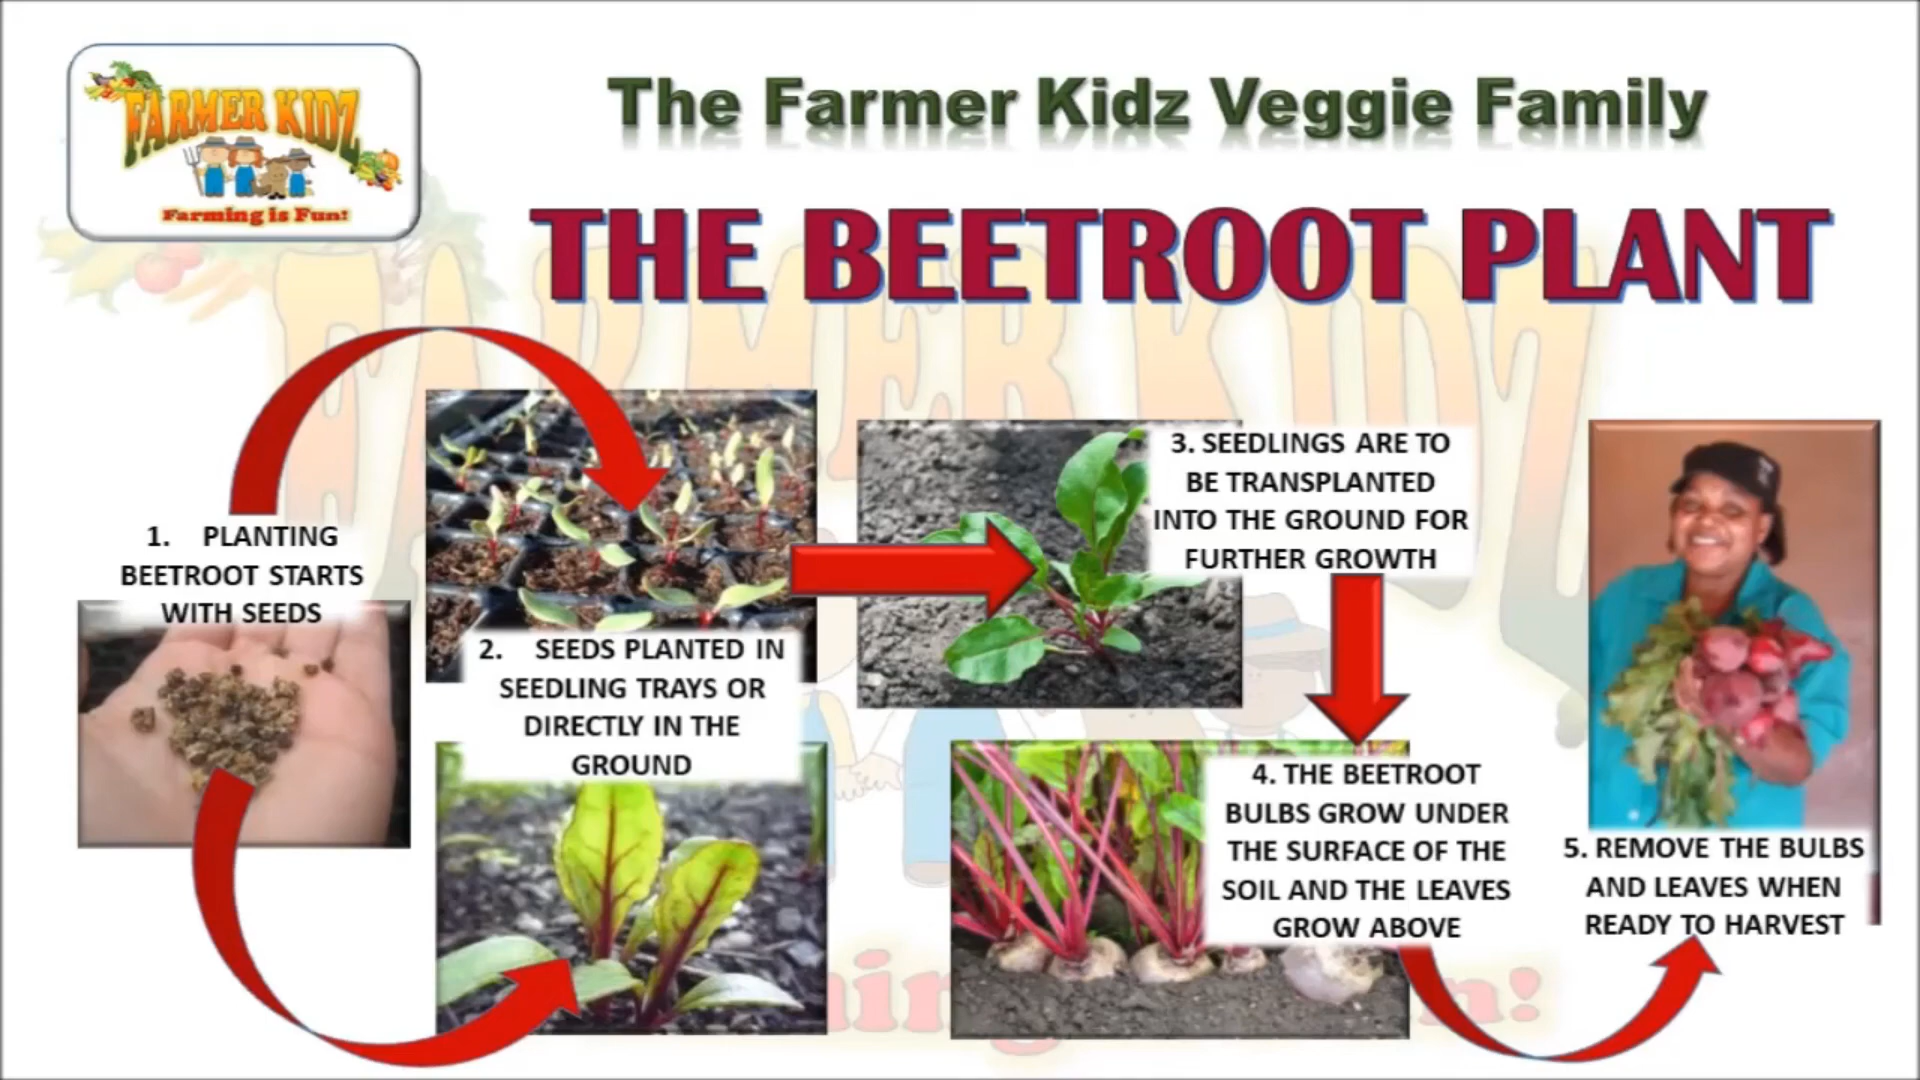 FARMER KIDZ
Farming is Fun!
The Farmer Kidz Veggie Family
THE BEETROOT PLANT
1. PLANTING
BEETROOT STARTS
WITH SEEDS
2. SEEDS PLANTED IN
SEEDLING TRAYS OR
DIRECTLY IN THE
GROUND
3. SEEDLINGS ARE TO
BE TRANSPLANTED
INTO THE GROUND FOR
FURTHER GROWTH
4. THE BEETROOT
BULBS GROW UNDER
THE SURFACE OF THE
SOIL AND THE LEAVES
GROW ABOVE
5. REMOVE THE BULBS
AND LEAVES WHEN
READY TO HARVEST